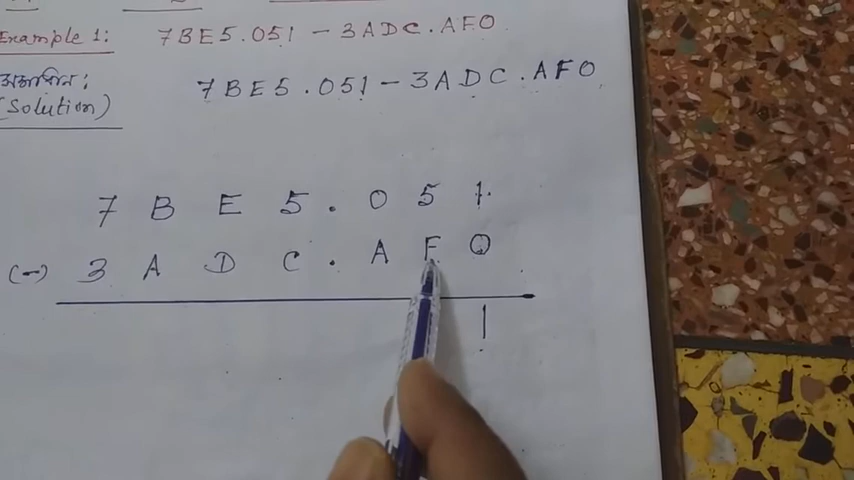 Example 1: 7BE5.051 - 3ADC.AF0
(Solution) 7BE5.051 - 3ADC.AF0
7 B E 5 . 0 5 1
(-) 3 A D C . A F 0
1